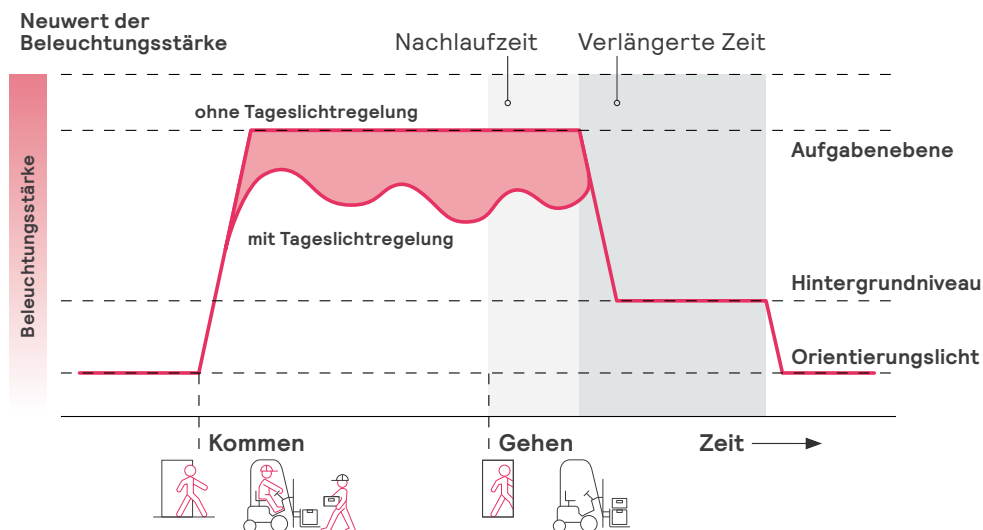 Neuwert der
Beleuchtungsstärke
Nachlaufzeit
Verlängerte Zeit
ohne Tageslichtregelung
Aufgabenebene
mit Tageslichtregelung
Beleuchtungsstärke
Hintergrundniveau
Orientierungslicht
Kommen
Gehen
Zeit